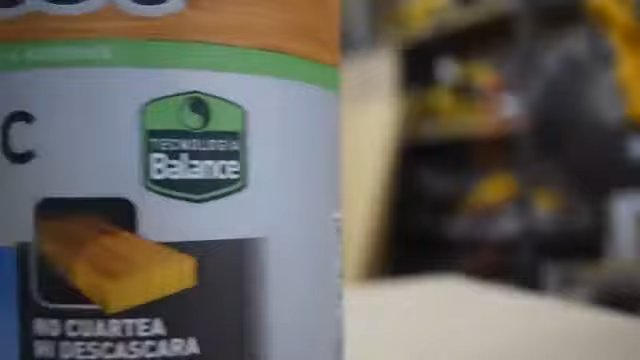 C
TECNOLOGIA
Balance
NO CUARTEA
NI DESCASCARA